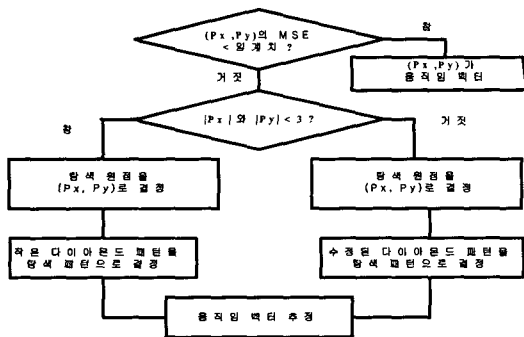 (Px,Py)의 MSE
< 임계치?
참
(Px,Py)가
움직임 벡터
거짓
|Px|와 |Py|<3?
참
거짓
탐색 원점을
(Px, Py)로 결정
탐색 원점을
(Px, Py)로 결정
작은 다이아몬드 패턴을
탐색 패턴으로 결정
수정된 다이아몬드 패턴을
탐색 패턴으로 결정
움직임 벡터 추정